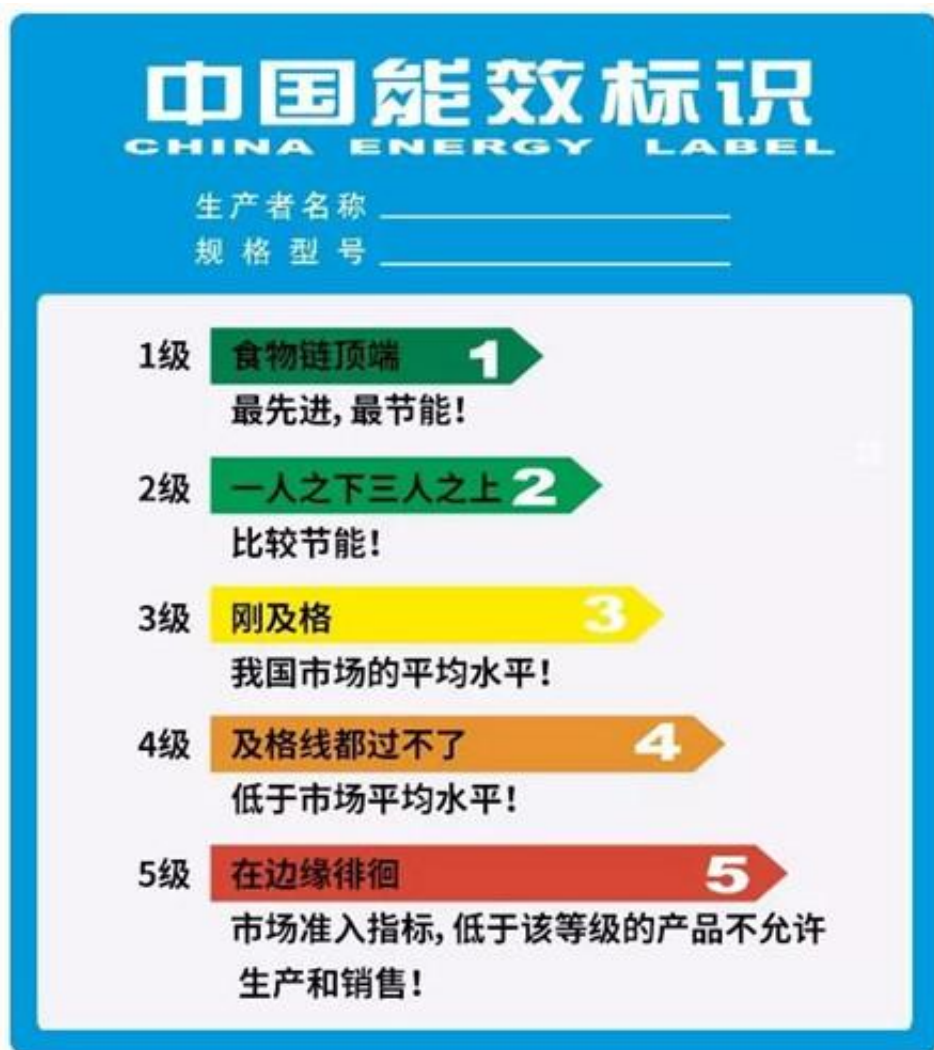 中国能效标识
CHINA ENERGY LABEL
生产者名称
规格型号
1级 食物链顶端 1
最先进，最节能！
2级 一人之下三人之上 2
比较节能！
3级 刚及格 3
我国市场的平均水平！
4级 及格线都过不了 4
低于市场平均水平！
5级 在边缘徘徊 5
市场准入指标，低于该等级的产品不允许
生产和销售！